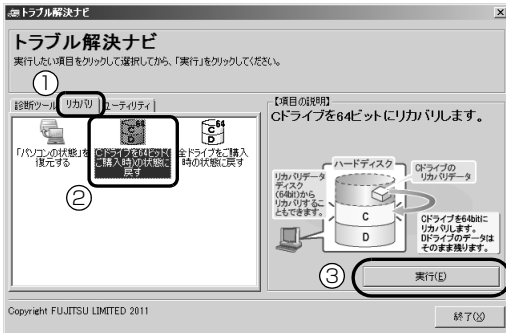 トラブル解決ナビ
トラブル解決ナビ
実行したい項目をクリックして選択してから、「実行」をクリックしてください。
①
診断ツール リカバリ ユーティリティ
「パソコンの状態」を
復元する
64
C
D
Cドライブを64ビット(
ご購入時)の状態に
戻す
64
C
D
全ドライブをご購入
時の状態に戻す
②
【項目の説明】
Cドライブを64ビットにリカバリします。
ハードディスク
Cドライブの
リカバリデータ
リカバリデータ
ディスク
(64bit)から
リカバリするこ
ともできます。
C
D
Cドライブを64bitに
リカバリします。
Dドライブのデータは
そのまま残ります。
③
実行(E)
Copyright FUJITSU LIMITED 2011
終了(X)